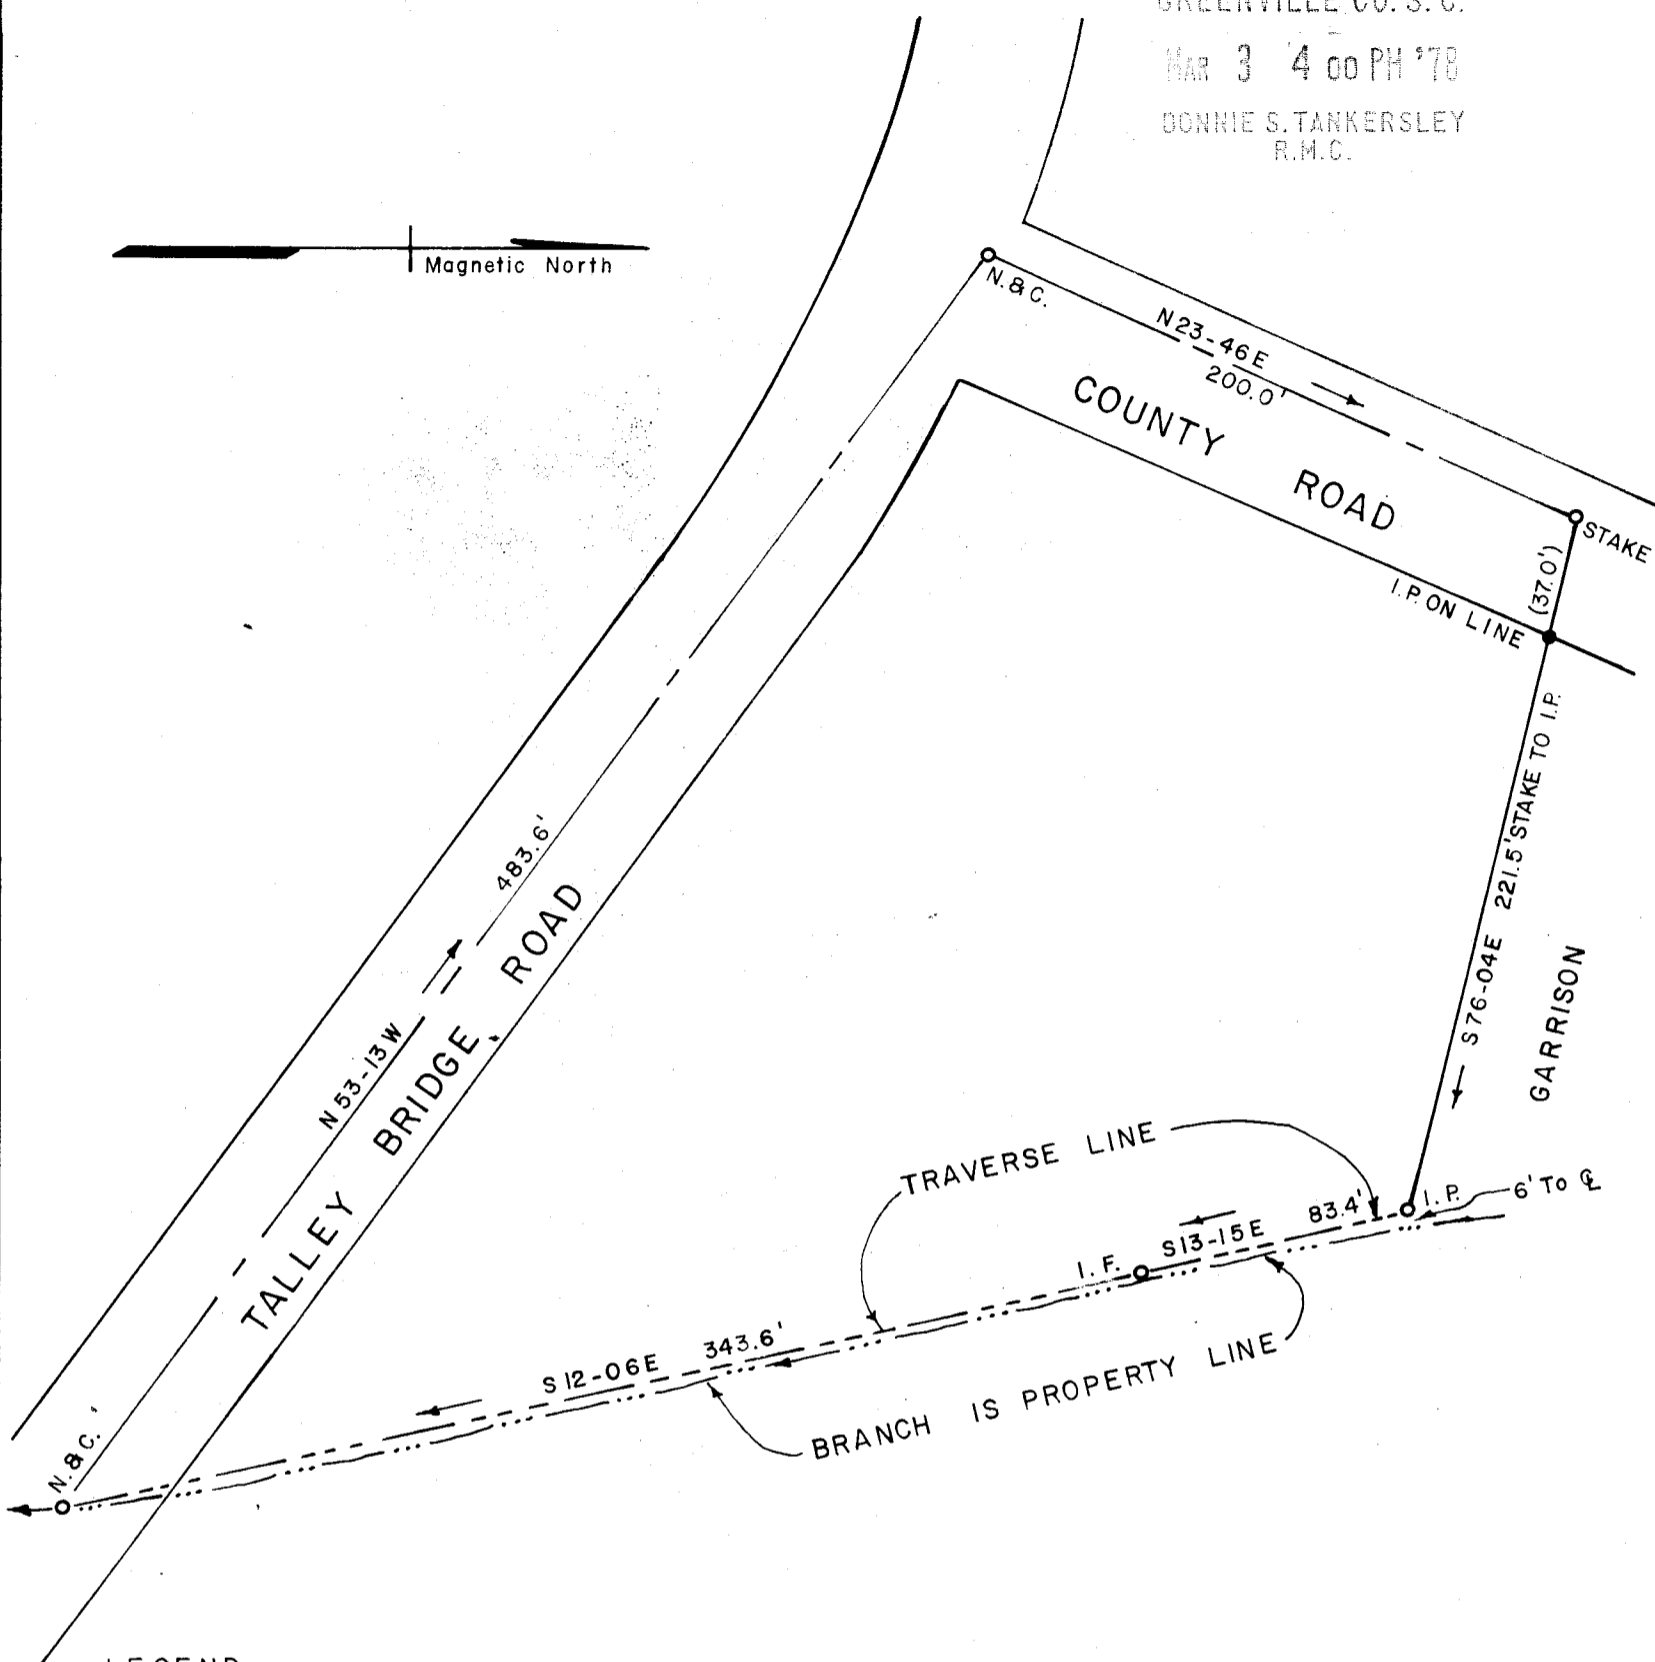 GREENVILLE CO. S. C.
MAR 3 4 00 PM '78
DONNIE S. TANKERSLEY
R.M.C.
Magnetic North
N.&C.
N23-46E
200.0'
COUNTY ROAD
STAKE
(37.0')
I.P. ON LINE
S76-04E 221.5' STAKE TO I.P.
GARRISON
483.6'
N53-13W
TALLEY BRIDGE ROAD
TRAVERSE LINE
I.P.
6' TO ℄
83.4'
S13-15E
I.F.
343.6'
S12-06E
BRANCH IS PROPERTY LINE
N.&C.
LEGEND